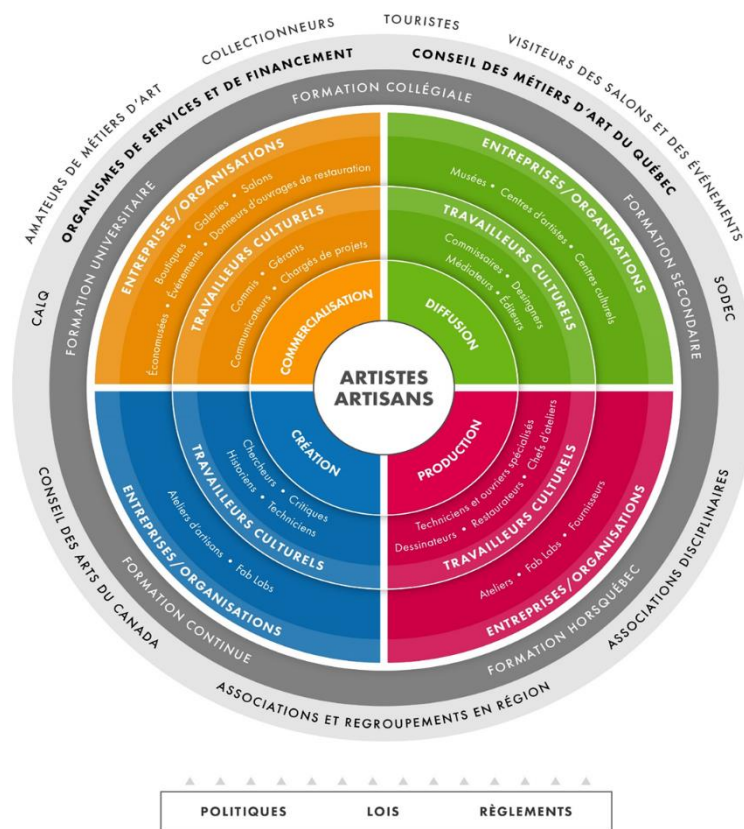 AMATEURS DE MÉTIERS D'ART
COLLECTIONNEURS
TOURISTES
VISITEURS DES SALONS ET DES ÉVÉNEMENTS
CALQ
ORGANISMES DE SERVICES ET DE FINANCEMENT
CONSEIL DES MÉTIERS D'ART DU QUÉBEC
SODEC
FORMATION UNIVERSITAIRE
FORMATION COLLÉGIALE
FORMATION SECONDAIRE
ENTREPRISES/ORGANISATIONS
Boutiques • Galeries • Salons
Économusées • Événements • Donneurs d'ouvrages de restauration
TRAVAILLEURS CULTURELS
Commis • Gérants
Communicateurs • Chargés de projets
COMMERCIALISATION
ENTREPRISES/ORGANISATIONS
Musées • Centres d'artistes • Centres culturels
TRAVAILLEURS CULTURELS
Commissaires • Desingners
Médiateurs • Éditeurs
DIFFUSION
ARTISTES
ARTISANS
CRÉATION
Chercheurs • Critiques
Historiens • Techniciens
TRAVAILLEURS CULTURELS
Ateliers d'artisans • Fab Labs
ENTREPRISES/ORGANISATIONS
PRODUCTION
Techniciens et ouvriers spécialisés
Dessinateurs • Restaurateurs • Chefs d'ateliers
TRAVAILLEURS CULTURELS
Ateliers • Fab Labs • Fournisseurs
ENTREPRISES/ORGANISATIONS
FORMATION CONTINUE
FORMATION HORSQUÉBEC
CONSEIL DES ARTS DU CANADA
ASSOCIATIONS ET REGROUPEMENTS EN RÉGION
ASSOCIATIONS DISCIPLINAIRES
POLITIQUES LOIS RÈGLEMENTS